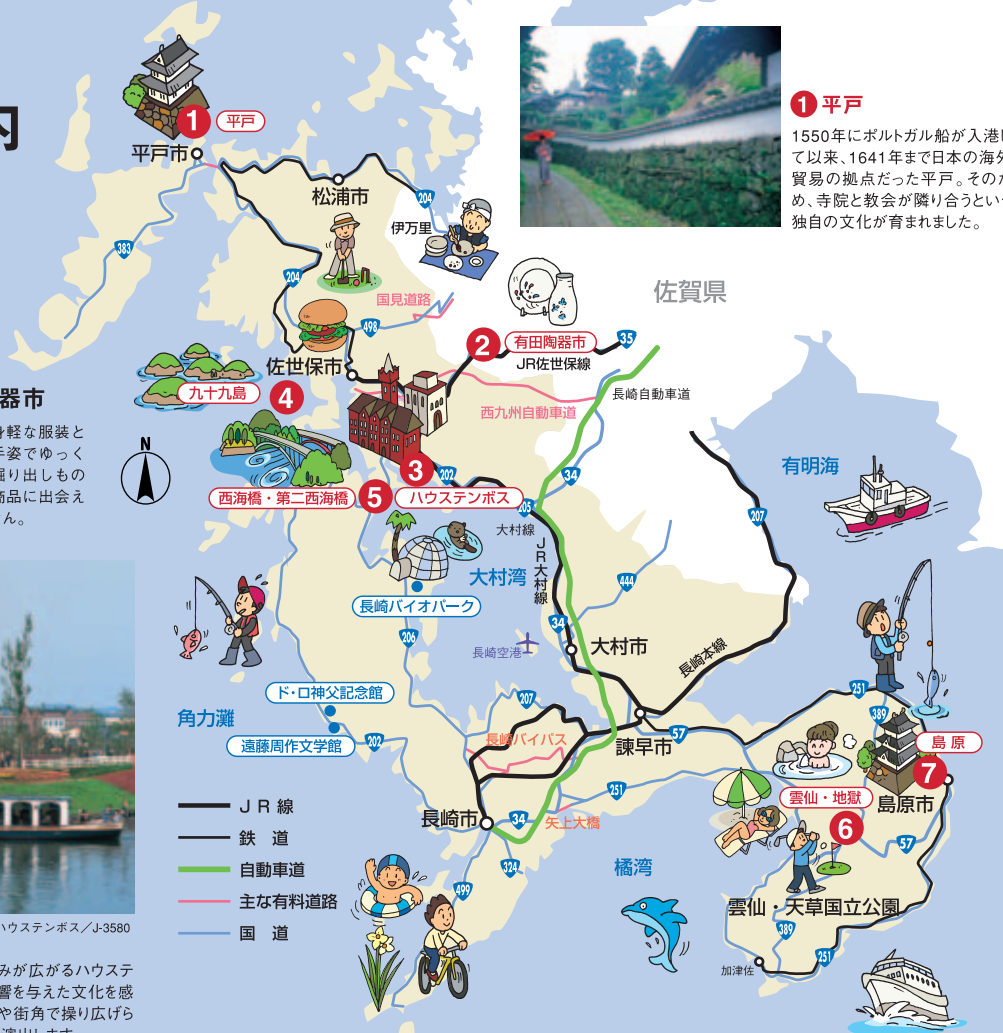 内
1 平戸
1550年にポルトガル船が入港し
て以来、1641年まで日本の海外
貿易の拠点だった平戸。そのた
め、寺院と教会が隣り合うという
独自の文化が育まれました。
1 平戸
平戸市
松浦市
204
伊万里
383
204
国見道路
498
佐賀県
2 有田陶器市
35
JR佐世保線
佐世保市
長崎自動車道
九十九島
4
西九州自動車道
器市
身軽な服装と
手姿でゆっく
掘り出しもの
商品に出会え
ん。
N
有明海
3
202
34
西海橋・第二西海橋
5
ハウステンボス
205
207
大村線
JR大村線
大村湾
444
長崎バイオパーク
34
206
長崎空港
大村市
長崎本線
ド・ロ神父記念館
251
207
389
角力灘
遠藤周作文学館
202
長崎バイパス
諫早市
57
島原
7
251
雲仙・地獄
島原市
JR線
鉄道
自動車道
主な有料道路
国道
長崎市
34
矢上大橋
6
57
324
橘湾
499
雲仙・天草国立公園
389
251
加津佐
ハウステンボス／J-3580
みが広がるハウステ
響を与えた文化を感
や街角で操り広げら